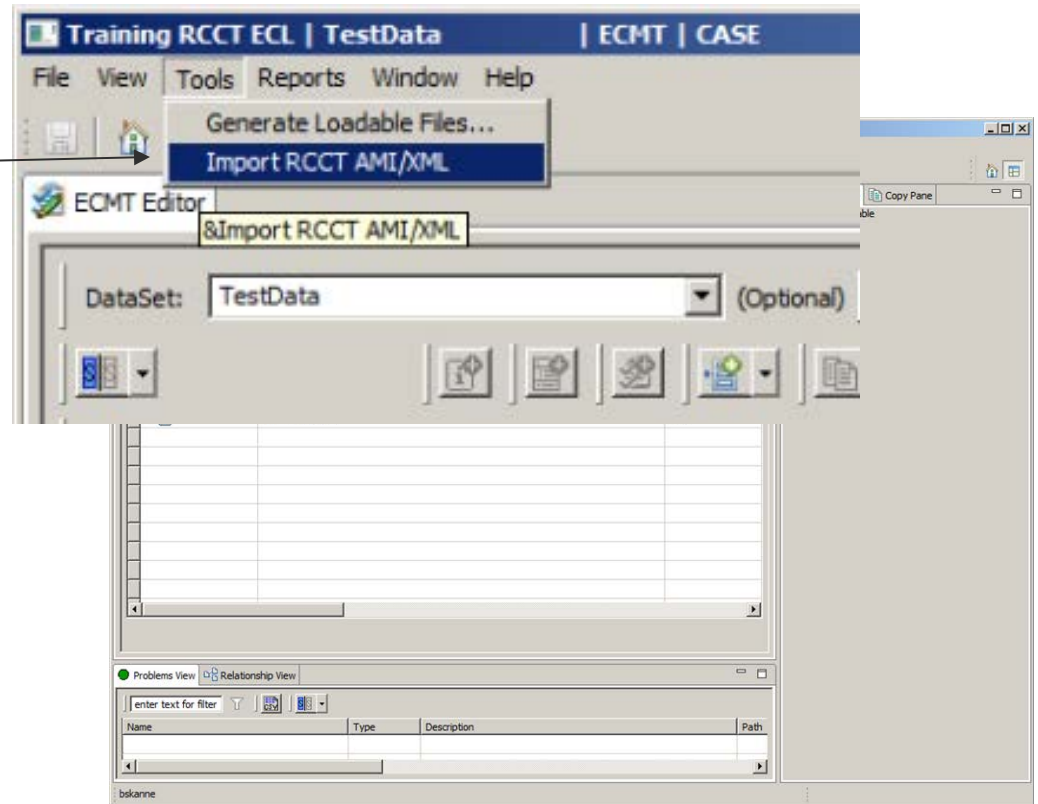 Training RCCT ECL | TestData | ECMT | CASE
File View Tools Reports Window Help
Generate Loadable Files...
Import RCCT AMI/XML
ECMT Editor
&Import RCCT AMI/XML
DataSet: TestData (Optional)
Copy Pane
Problems View Relationship View
enter text for filter CSV
Name Type Description Path
bskanne